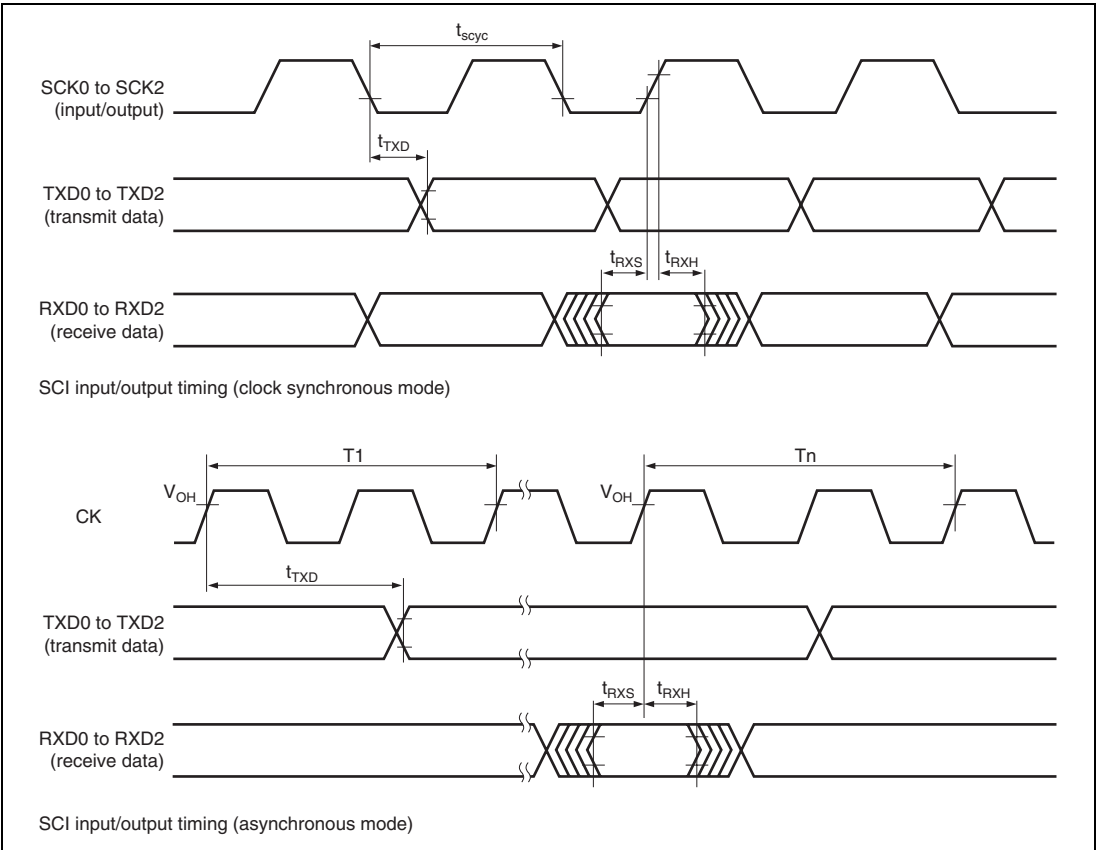 tscyc
SCK0 to SCK2
(input/output)
tTXD
TXD0 to TXD2
(transmit data)
tRXS tRXH
RXD0 to RXD2
(receive data)
SCI input/output timing (clock synchronous mode)
T1 Tn
VOH VOH
CK
tTXD
TXD0 to TXD2
(transmit data)
tRXS tRXH
RXD0 to RXD2
(receive data)
SCI input/output timing (asynchronous mode)